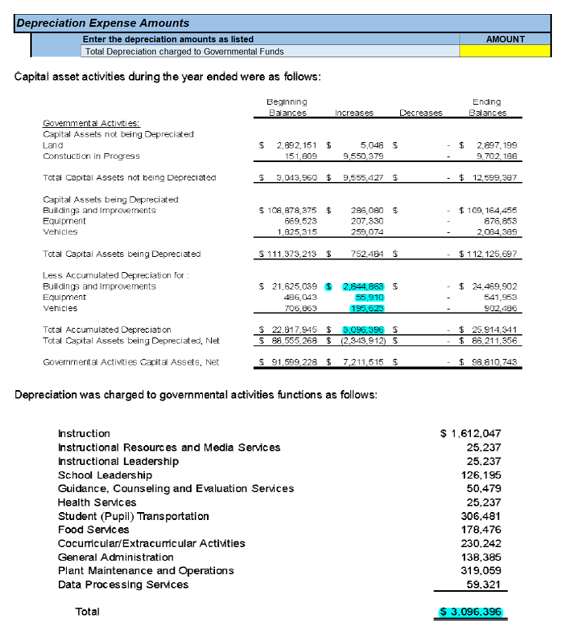 Depreciation Expense Amounts
Enter the depreciation amounts as listed AMOUNT
Total Depreciation charged to Governmental Funds
Capital asset activities during the year ended were as follows:
Beginning Ending
Balances Increases Decreases Balances
Governmental Activities:
Capital Assets not being Depreciated
Land $ 2,892,151 $ 5,048 $ - $ 2,897,199
Constuction in Progress 151,809 9,550,379 - 9,702,188
Total Capital Assets not being Depreciated $ 3,043,960 $ 9,555,427 $ - $ 12,599,387
Capital Assets being Depreciated
Buildings and Improvements $ 108,878,375 $ 286,080 $ - $ 109,164,455
Equipment 669,523 207,330 - 876,853
Vehicles 1,825,315 259,074 - 2,084,389
Total Capital Assets being Depreciated $ 111,373,213 $ 752,484 $ - $ 112,125,697
Less Accumulated Depreciation for :
Buildings and Improvements $ 21,625,039 $ 2,844,863 $ - $ 24,469,902
Equipment 486,043 55,910 - 541,953
Vehicles 706,863 195,623 - 902,486
Total Accumulated Depreciation $ 22,817,945 $ 3,096,396 $ - $ 25,914,341
Total Capital Assets being Depreciated, Net $ 88,555,268 $ (2,343,912) $ - $ 86,211,356
Governmental Activities Capital Assets, Net $ 91,599,228 $ 7,211,515 $ - $ 98,810,743
Depreciation was charged to governmental activities functions as follows:
Instruction $ 1,612,047
Instructional Resources and Media Services 25,237
Instructional Leadership 25,237
School Leadership 126,195
Guidance, Counseling and Evaluation Services 50,479
Health Services 25,237
Student (Pupil) Transportation 306,481
Food Services 178,476
Cocurricular/Extracurricular Activities 230,242
General Administration 138,385
Plant Maintenance and Operations 319,059
Data Processing Services 59,321
Total $ 3,096,396